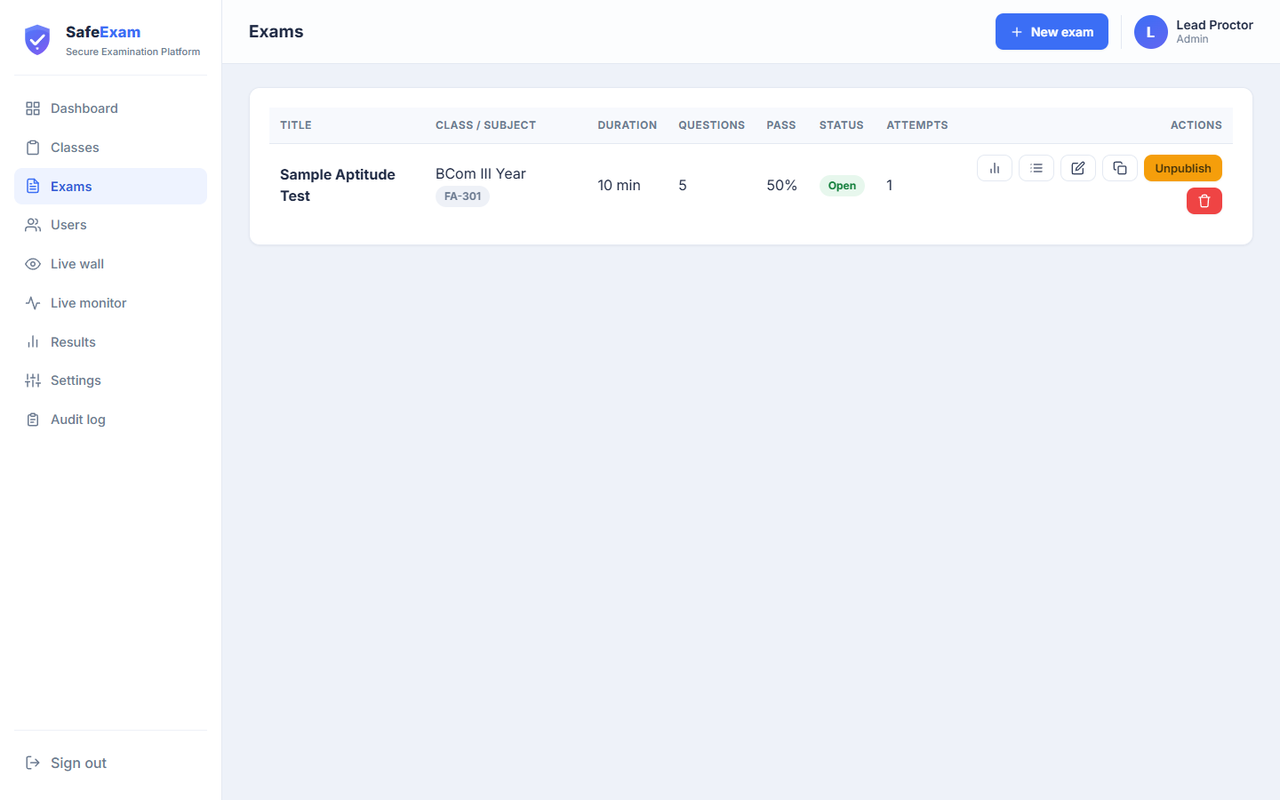 SafeExam
Secure Examination Platform
Dashboard
Classes
Exams
Users
Live wall
Live monitor
Results
Settings
Audit log
Sign out
Exams
New exam
L
Lead Proctor
Admin
TITLE CLASS / SUBJECT DURATION QUESTIONS PASS STATUS ATTEMPTS ACTIONS
Sample Aptitude Test
BCom III Year
FA-301
10 min
5
50%
Open
1
Unpublish